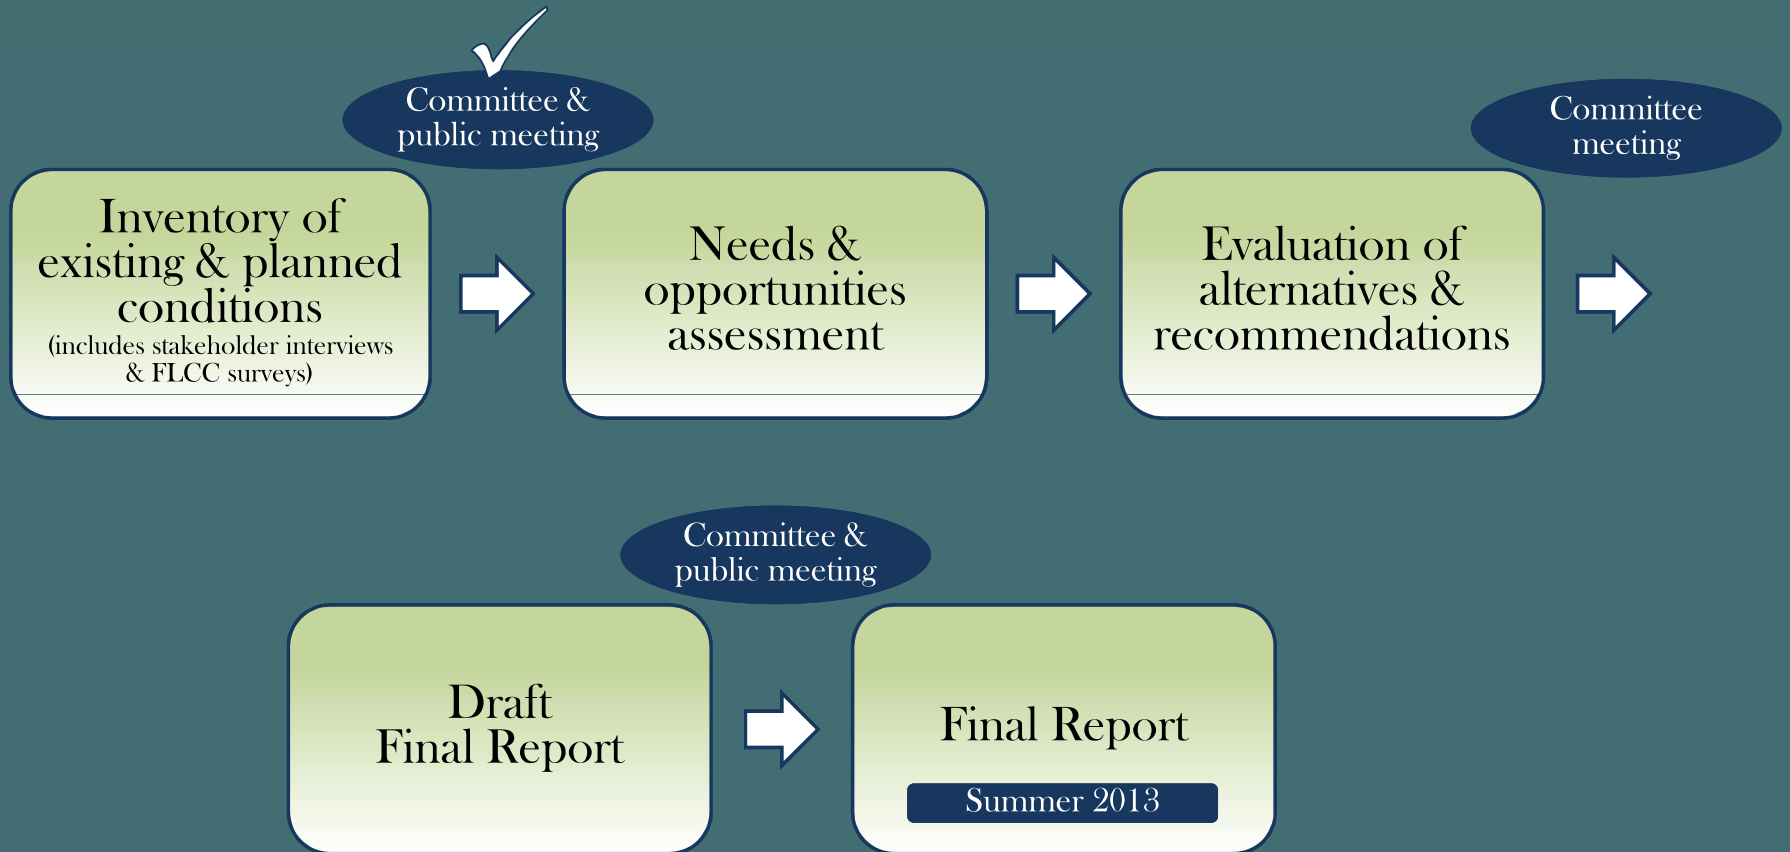 Committee &
public meeting
Committee
meeting
Inventory of
existing & planned
conditions
(includes stakeholder interviews
& FLCC surveys)
Needs &
opportunities
assessment
Evaluation of
alternatives &
recommendations
Committee &
public meeting
Draft
Final Report
Final Report
Summer 2013